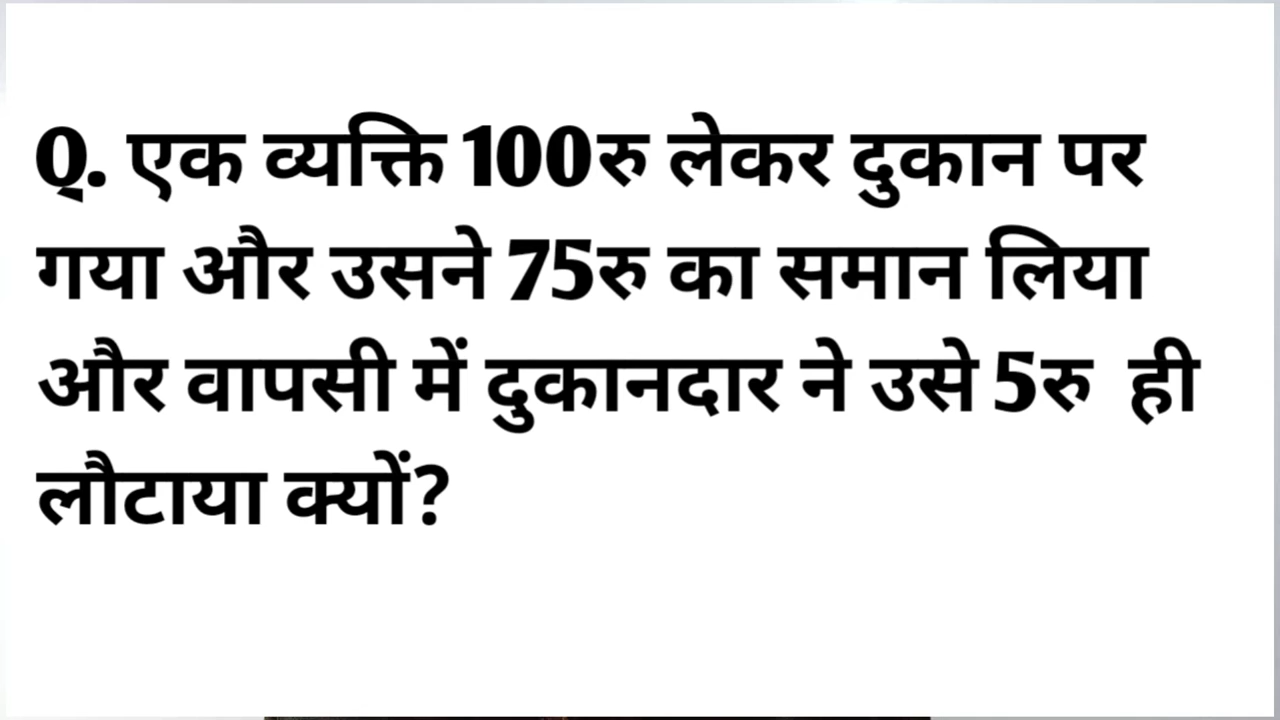 Q. एक व्यक्ति 100रु लेकर दुकान पर
गया और उसने 75रु का समान लिया
और वापसी में दुकानदार ने उसे 5रु ही
लौटाया क्यों?